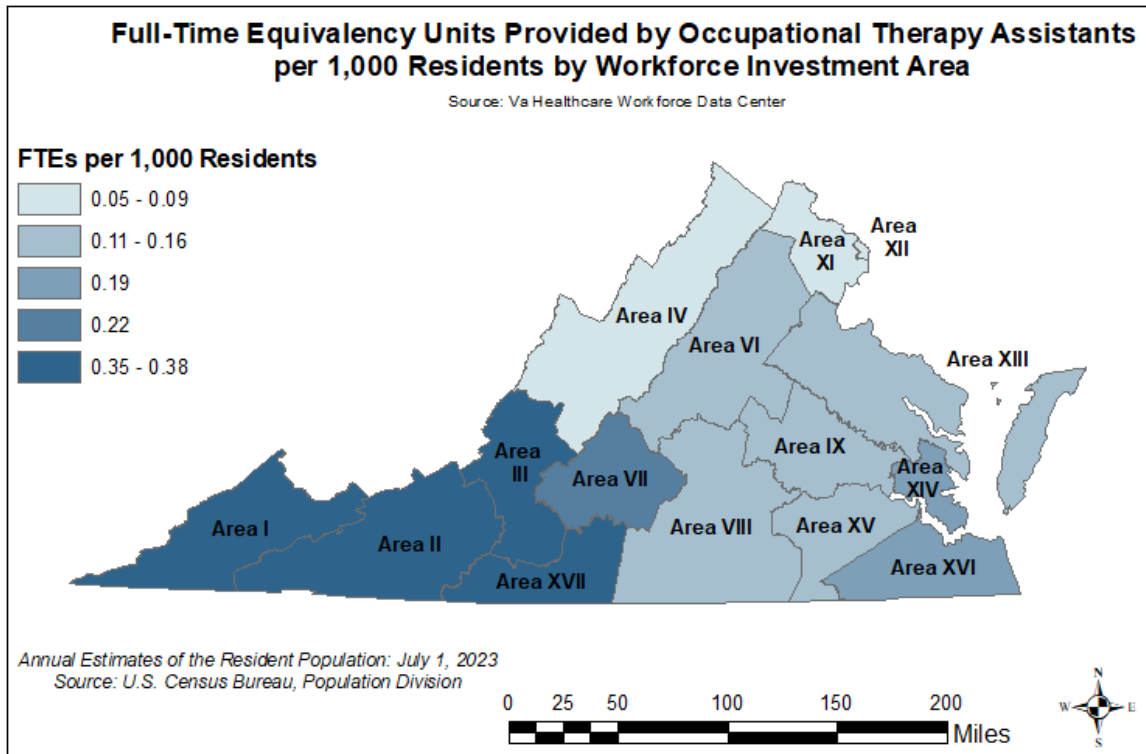 Full-Time Equivalency Units Provided by Occupational Therapy Assistants
per 1,000 Residents by Workforce Investment Area
Source: Va Healthcare Workforce Data Center
FTEs per 1,000 Residents
0.05 - 0.09
0.11 - 0.16
0.19
0.22
0.35 - 0.38
Area
XII
Area
XI
Area IV
Area VI
Area XIII
Area
III
Area IX
Area
XIV
Area VII
Area I
Area II
Area VIII
Area XV
Area XVI
Area XVII
Annual Estimates of the Resident Population: July 1, 2023
Source: U.S. Census Bureau, Population Division
0 25 50 100 150 200
Miles
N
W E
S